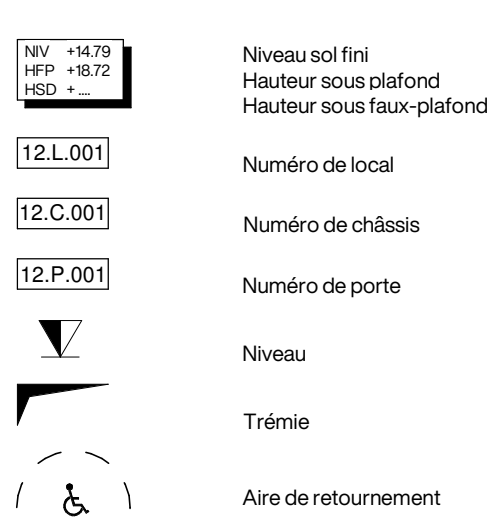 NIV +14.79
HFP +18.72
HSD + ....
Niveau sol fini
Hauteur sous plafond
Hauteur sous faux-plafond
12.L.001
Numéro de local
12.C.001
Numéro de châssis
12.P.001
Numéro de porte
Niveau
Trémie
Aire de retournement